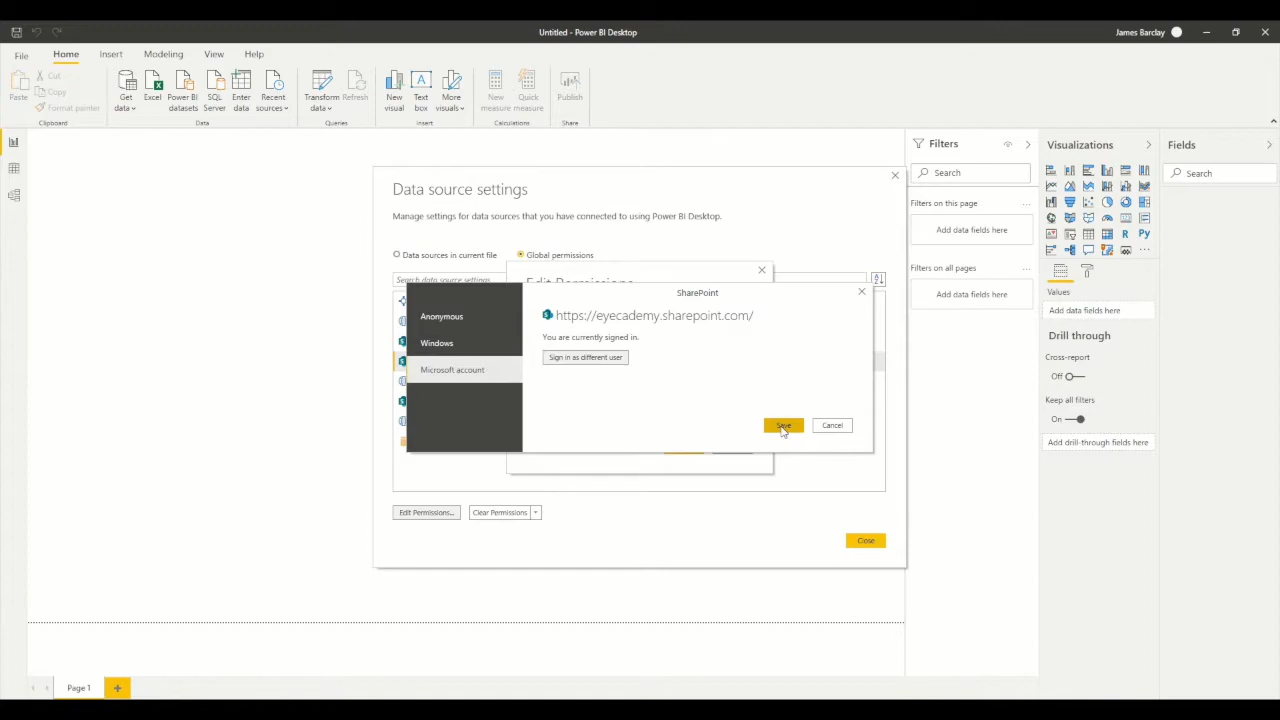 Untitled - Power BI Desktop
James Barclay
File
Home
Insert
Modeling
View
Help
Paste
Cut
Copy
Format painter
Clipboard
Get data
Excel
Power BI datasets
SQL Server
Enter data
Recent sources
Data
Transform data
Refresh
Queries
New visual
Text box
More visuals
Insert
New measure
Quick measure
Calculations
Publish
Share
Filters
Search
Filters on this page
...
Add data fields here
Filters on all pages
...
Add data fields here
Visualizations
R
Py
...
Values
Add data fields here
Drill through
Cross-report
Off
Keep all filters
On
Add drill-through fields here
Fields
Search
Data source settings
Manage settings for data sources that you have connected to using Power BI Desktop.
Data sources in current file
Global permissions
Search data source settings
Edit Permissions
SharePoint
Anonymous
Windows
Microsoft account
https://eyecademy.sharepoint.com/
You are currently signed in.
Sign in as different user
Save
Cancel
Edit Permissions...
Clear Permissions
Close
Page 1